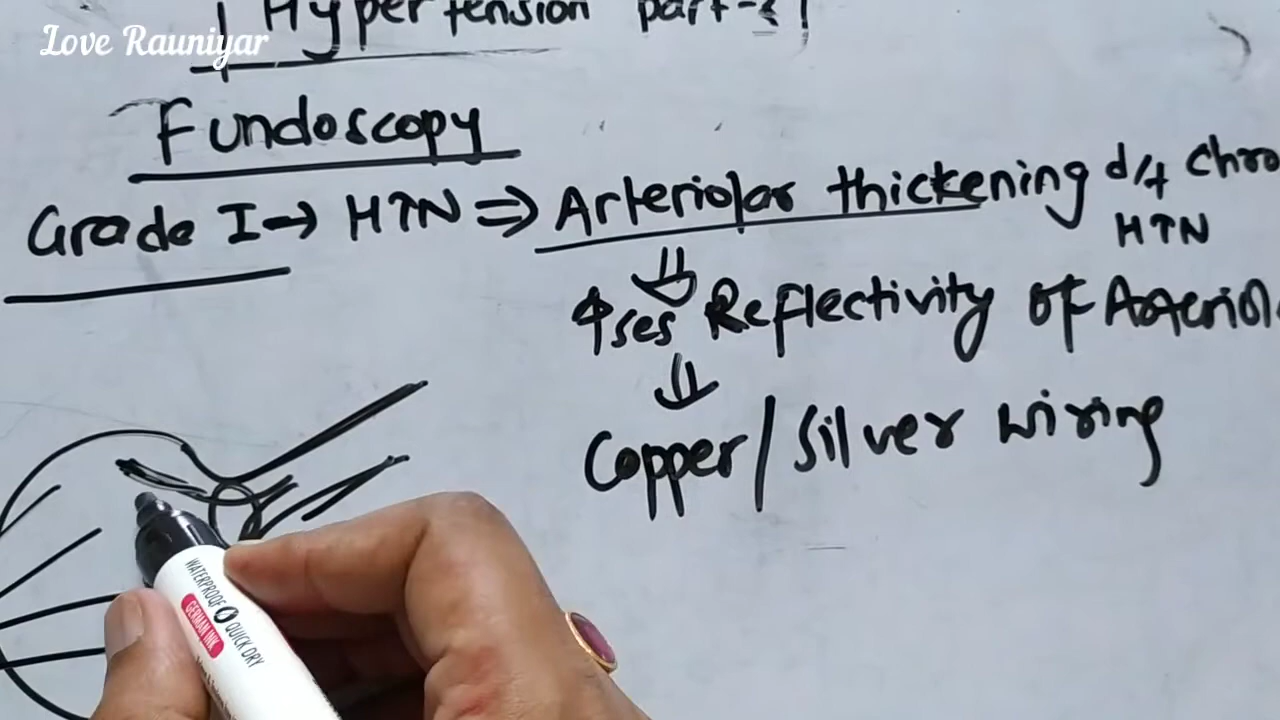 Hypertension part-
Love Rauniyar
Fundoscopy
Grade I → HTN ⇒ Arteriolar thickening d/t Chro
HTN
⇓
↑ses Reflectivity of Arteriol
⇓
Copper/Silver wiring
WATERPROOF QUICK DRY
GERMAN INK